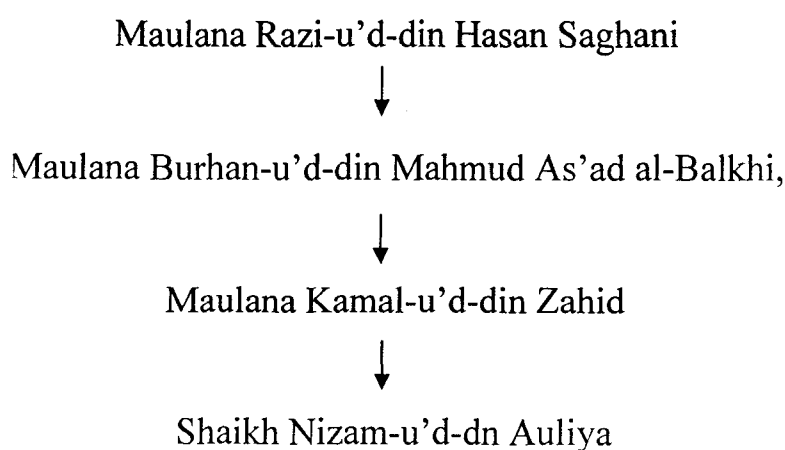 Maulana Razi-u'd-din Hasan Saghani
Maulana Burhan-u'd-din Mahmud As'ad al-Balkhi,
Maulana Kamal-u'd-din Zahid
Shaikh Nizam-u'd-dn Auliya